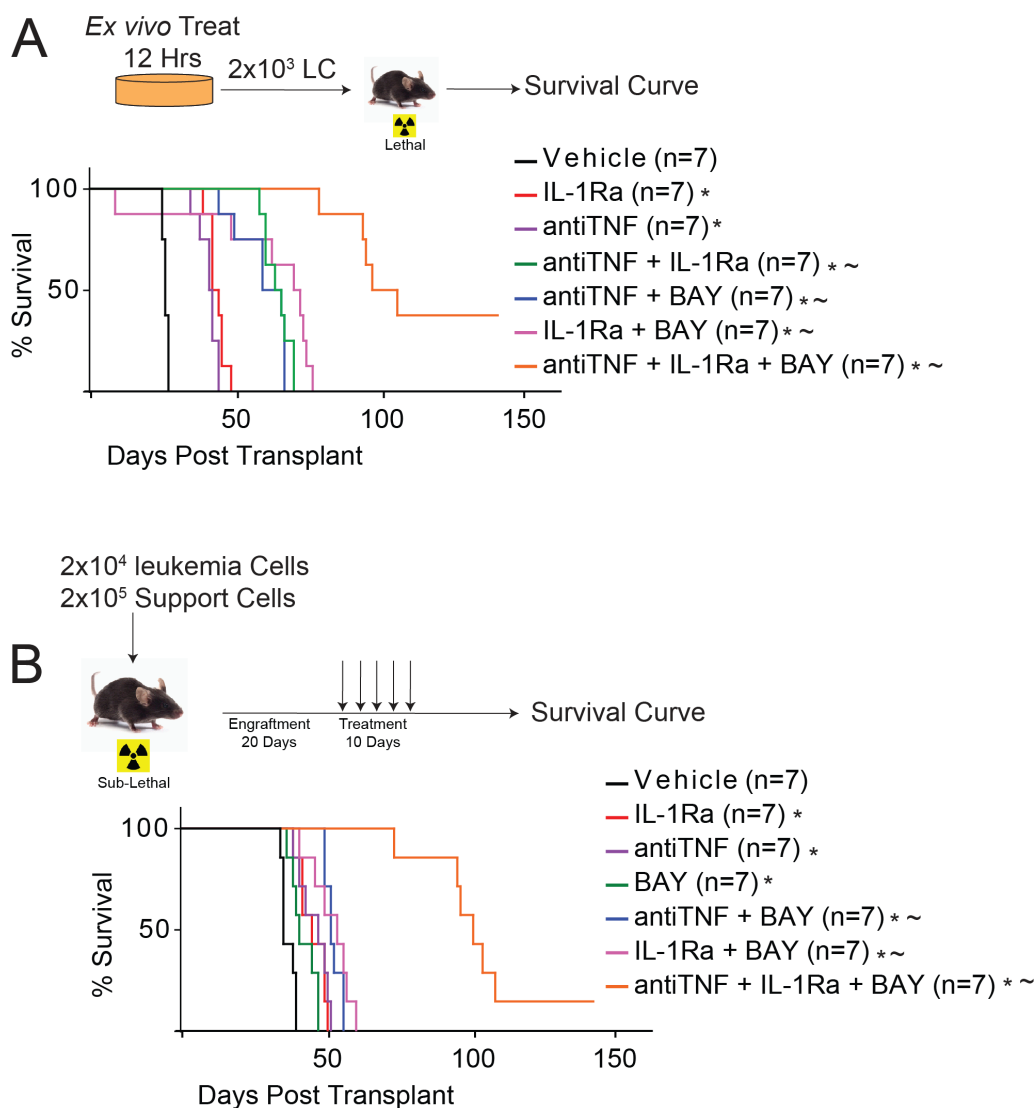 A
Ex vivo Treat
12 Hrs
2x10³ LC
Lethal
Survival Curve
Vehicle (n=7)
IL-1Ra (n=7) *
antiTNF (n=7) *
antiTNF + IL-1Ra (n=7) * ~
antiTNF + BAY (n=7) * ~
IL-1Ra + BAY (n=7) * ~
antiTNF + IL-1Ra + BAY (n=7) * ~
% Survival
100
50
50
100
150
Days Post Transplant
2x10⁴ leukemia Cells
2x10⁵ Support Cells
B
Sub-Lethal
Engraftment
20 Days
Treatment
10 Days
Survival Curve
Vehicle (n=7)
IL-1Ra (n=7) *
antiTNF (n=7) *
BAY (n=7) *
antiTNF + BAY (n=7) * ~
IL-1Ra + BAY (n=7) * ~
antiTNF + IL-1Ra + BAY (n=7) * ~
% Survival
100
50
50
100
150
Days Post Transplant